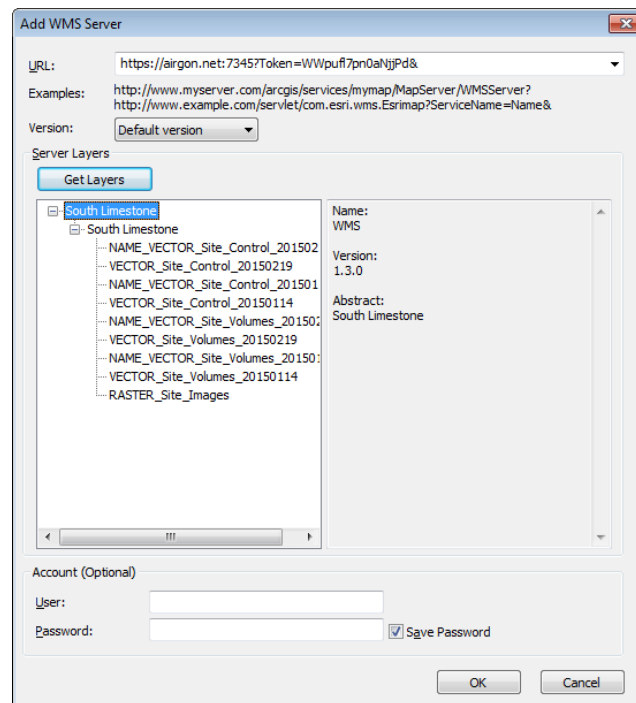 Add WMS Server
URL: https://airgon.net:7345?Token=WWpufl7pn0aNjjPd&
Examples: http://www.myserver.com/arcgis/services/mymap/MapServer/WMSServer?
http://www.example.com/servlet/com.esri.wms.Esrimap?ServiceName=Name&
Version: Default version
Server Layers
Get Layers
South Limestone
South Limestone
NAME_VECTOR_Site_Control_201502
VECTOR_Site_Control_20150219
NAME_VECTOR_Site_Control_201501
VECTOR_Site_Control_20150114
NAME_VECTOR_Site_Volumes_201502
VECTOR_Site_Volumes_20150219
NAME_VECTOR_Site_Volumes_20150
VECTOR_Site_Volumes_20150114
RASTER_Site_Images
Name:
WMS
Version:
1.3.0
Abstract:
South Limestone
Account (Optional)
User:
Password:
Save Password
OK
Cancel